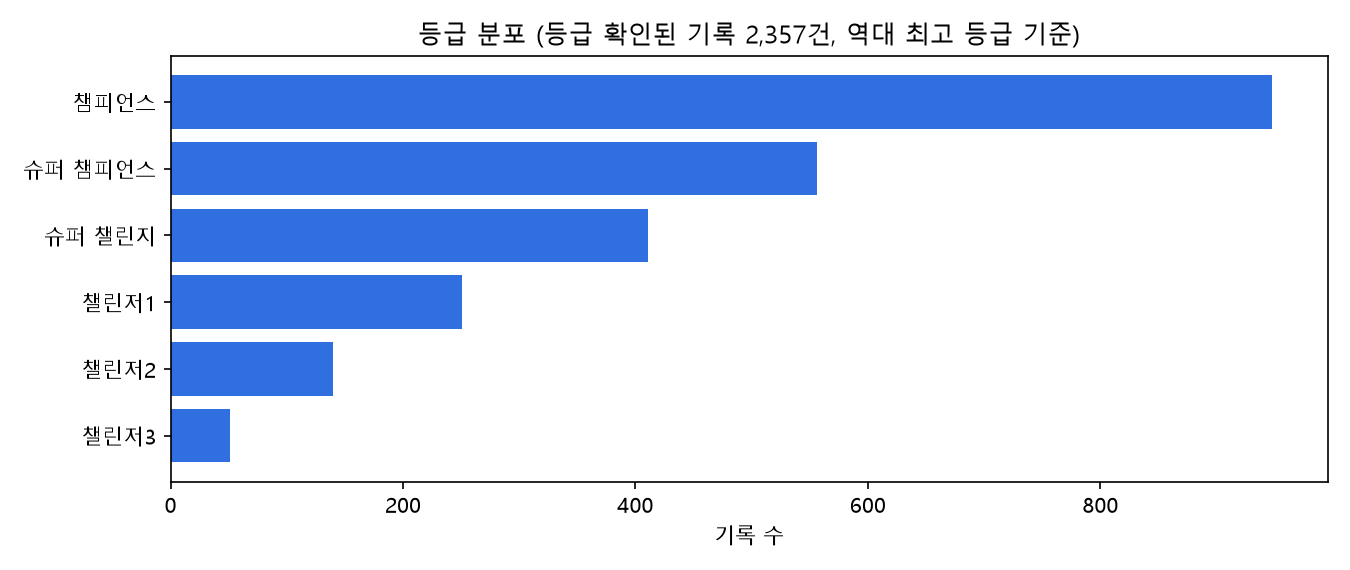 등급 분포 (등급 확인된 기록 2,357건, 역대 최고 등급 기준)
챔피언스
슈퍼 챔피언스
슈퍼 챌린지
챌린저1
챌린저2
챌린저3
0 200 400 600 800
기록 수